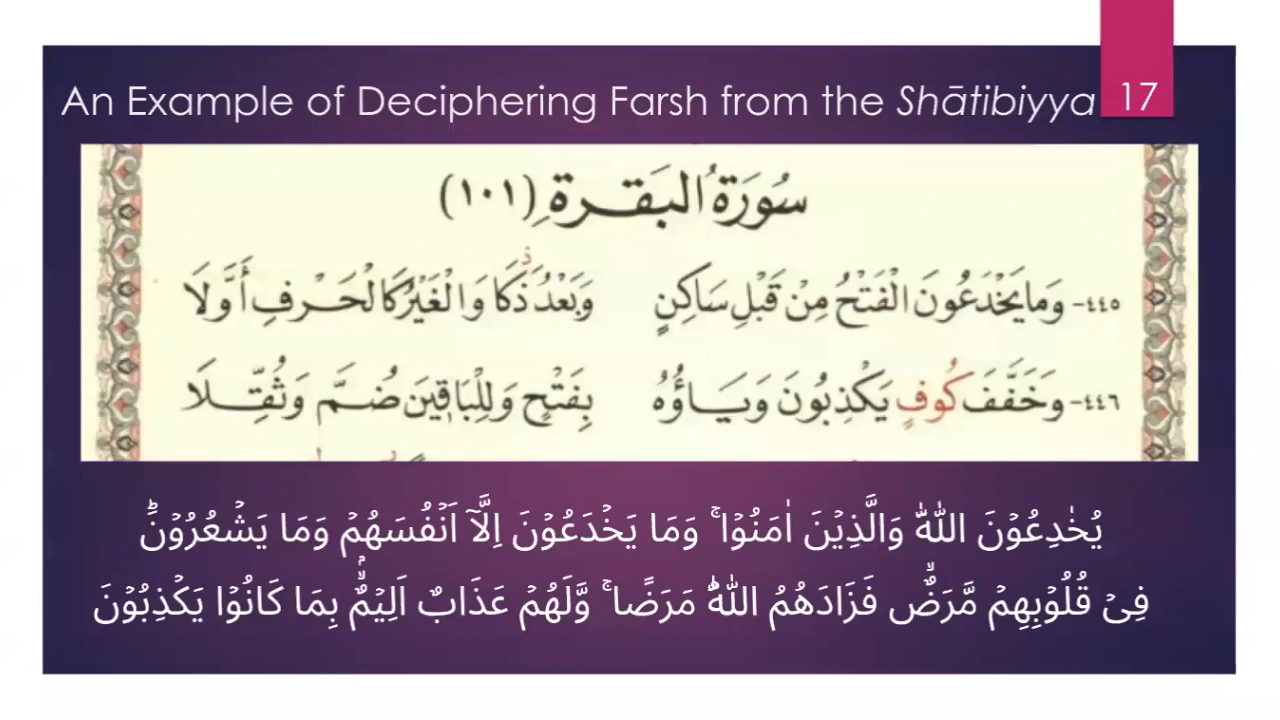 An Example of Deciphering Farsh from the Shātibiyya
17
سُورَةُ البَقَرةِ (١٠١)
٤٤٥- وَمَا يَخْدَعُونَ الْفَتْحُ مِنْ قَبْلِ سَاكِنٍ وَبَعْدُ ذَكَا وَالْغَيْرُ كَالْحَرْفِ أَوَّلَا
٤٤٦- وَخَفَّفَ كُوفٍ يَكْذِبُونَ وَيَاؤُهُ بِفَتْحٍ وَلِلْبَاقِينَ ضُمَّ وَثُقِّلَا
يُخٰدِعُوۡنَ اللّٰهَ وَالَّذِيۡنَ اٰمَنُوۡا ۚ وَمَا يَخۡدَعُوۡنَ اِلَّاۤ اَنۡفُسَهُمۡ وَمَا يَشۡعُرُوۡنَؕ
فِىۡ قُلُوۡبِهِمۡ مَّرَضٌۙ فَزَادَهُمُ اللّٰهُ مَرَضًا ۚ وَّلَهُمۡ عَذَابٌ اَلِيۡمٌۢ ۙ بِمَا كَانُوۡا يَكۡذِبُوۡنَ